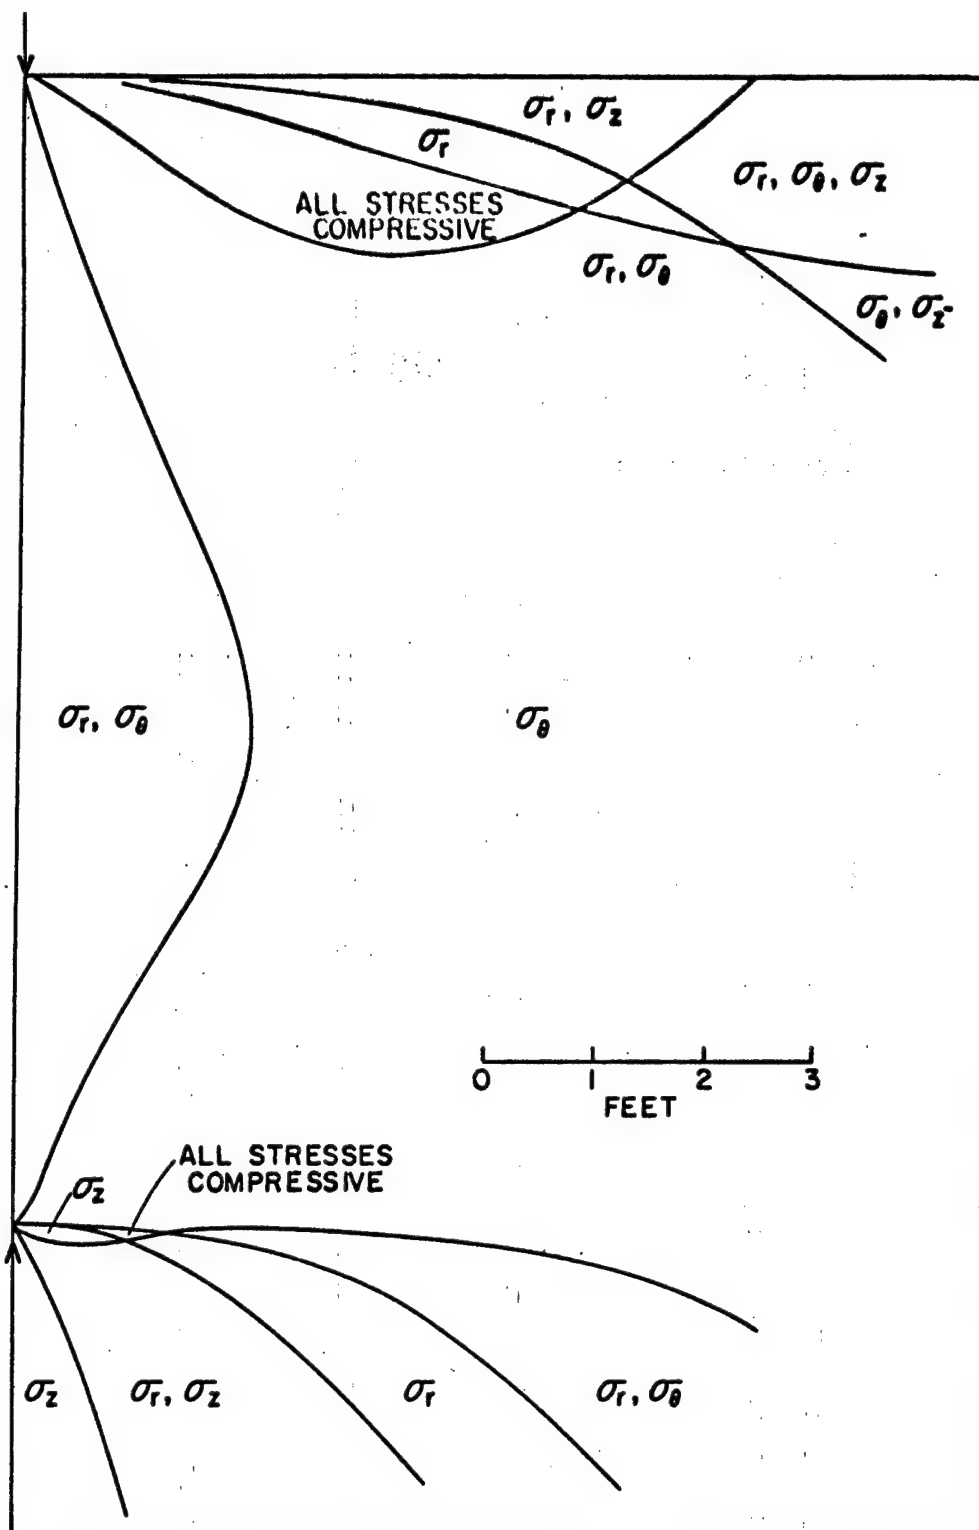 σr, σz
σr
σr, σθ, σz
ALL STRESSES
COMPRESSIVE
σr, σθ
σθ, σz
σr, σθ
σθ
0 1 2 3
FEET
ALL STRESSES
COMPRESSIVE
σz
σz
σr, σz
σr
σr, σθ